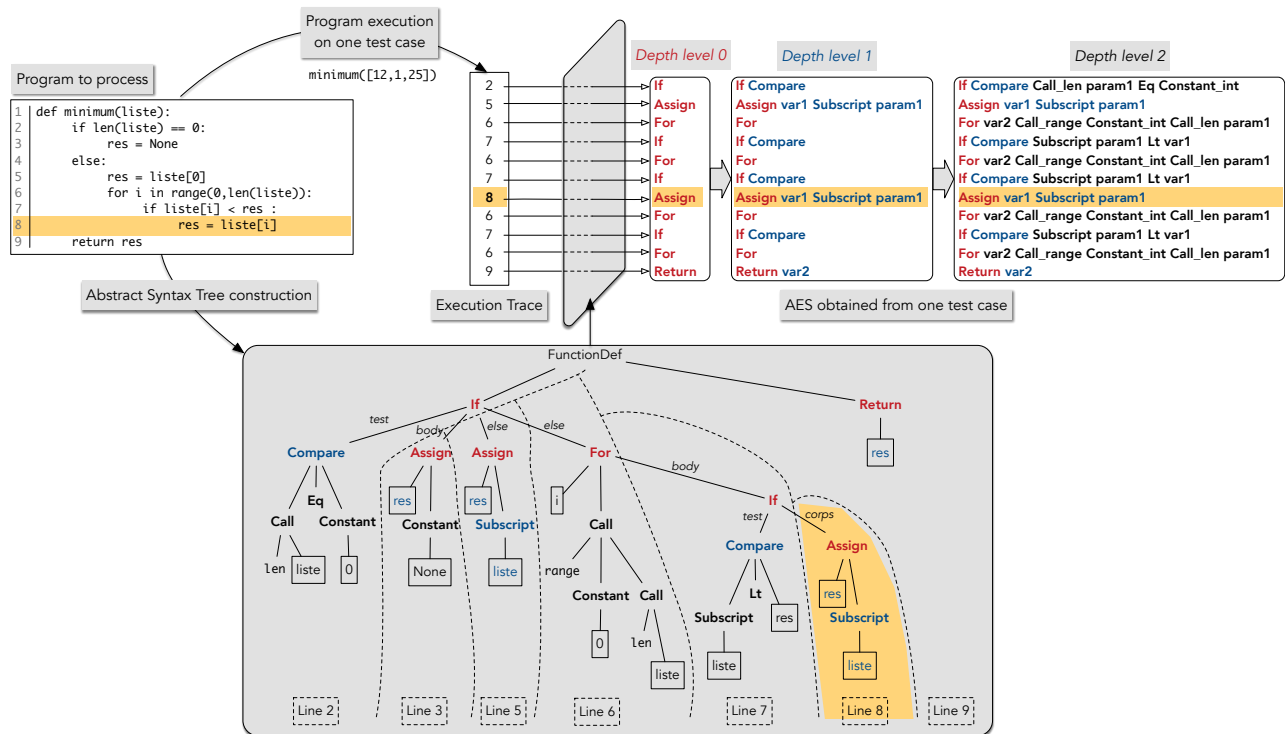 Program execution
on one test case
minimum([12,1,25])
Program to process
1 def minimum(liste):
2 if len(liste) == 0:
3 res = None
4 else:
5 res = liste[0]
6 for i in range(0,len(liste)):
7 if liste[i] < res :
8 res = liste[i]
9 return res
Abstract Syntax Tree construction
2
5
6
7
6
7
8
6
7
6
9
Execution Trace
Depth level 0
If
Assign
For
If
For
If
Assign
For
If
For
Return
Depth level 1
If Compare
Assign var1 Subscript param1
For
If Compare
For
If Compare
Assign var1 Subscript param1
For
If Compare
For
Return var2
Depth level 2
If Compare Call_len param1 Eq Constant_int
Assign var1 Subscript param1
For var2 Call_range Constant_int Call_len param1
If Compare Subscript param1 Lt var1
For var2 Call_range Constant_int Call_len param1
If Compare Subscript param1 Lt var1
Assign var1 Subscript param1
For var2 Call_range Constant_int Call_len param1
If Compare Subscript param1 Lt var1
For var2 Call_range Constant_int Call_len param1
Return var2
AES obtained from one test case
FunctionDef
If
Return
test
body
else
else
res
Compare
Assign
Assign
For
body
Eq
res
res
i
If
Call
Constant
Constant
Subscript
Call
test
corps
len
liste
0
None
liste
range
Compare
Assign
Constant
Call
Lt
res
Subscript
res
Subscript
0
len
liste
liste
liste
Line 2
Line 3
Line 5
Line 6
Line 7
Line 8
Line 9